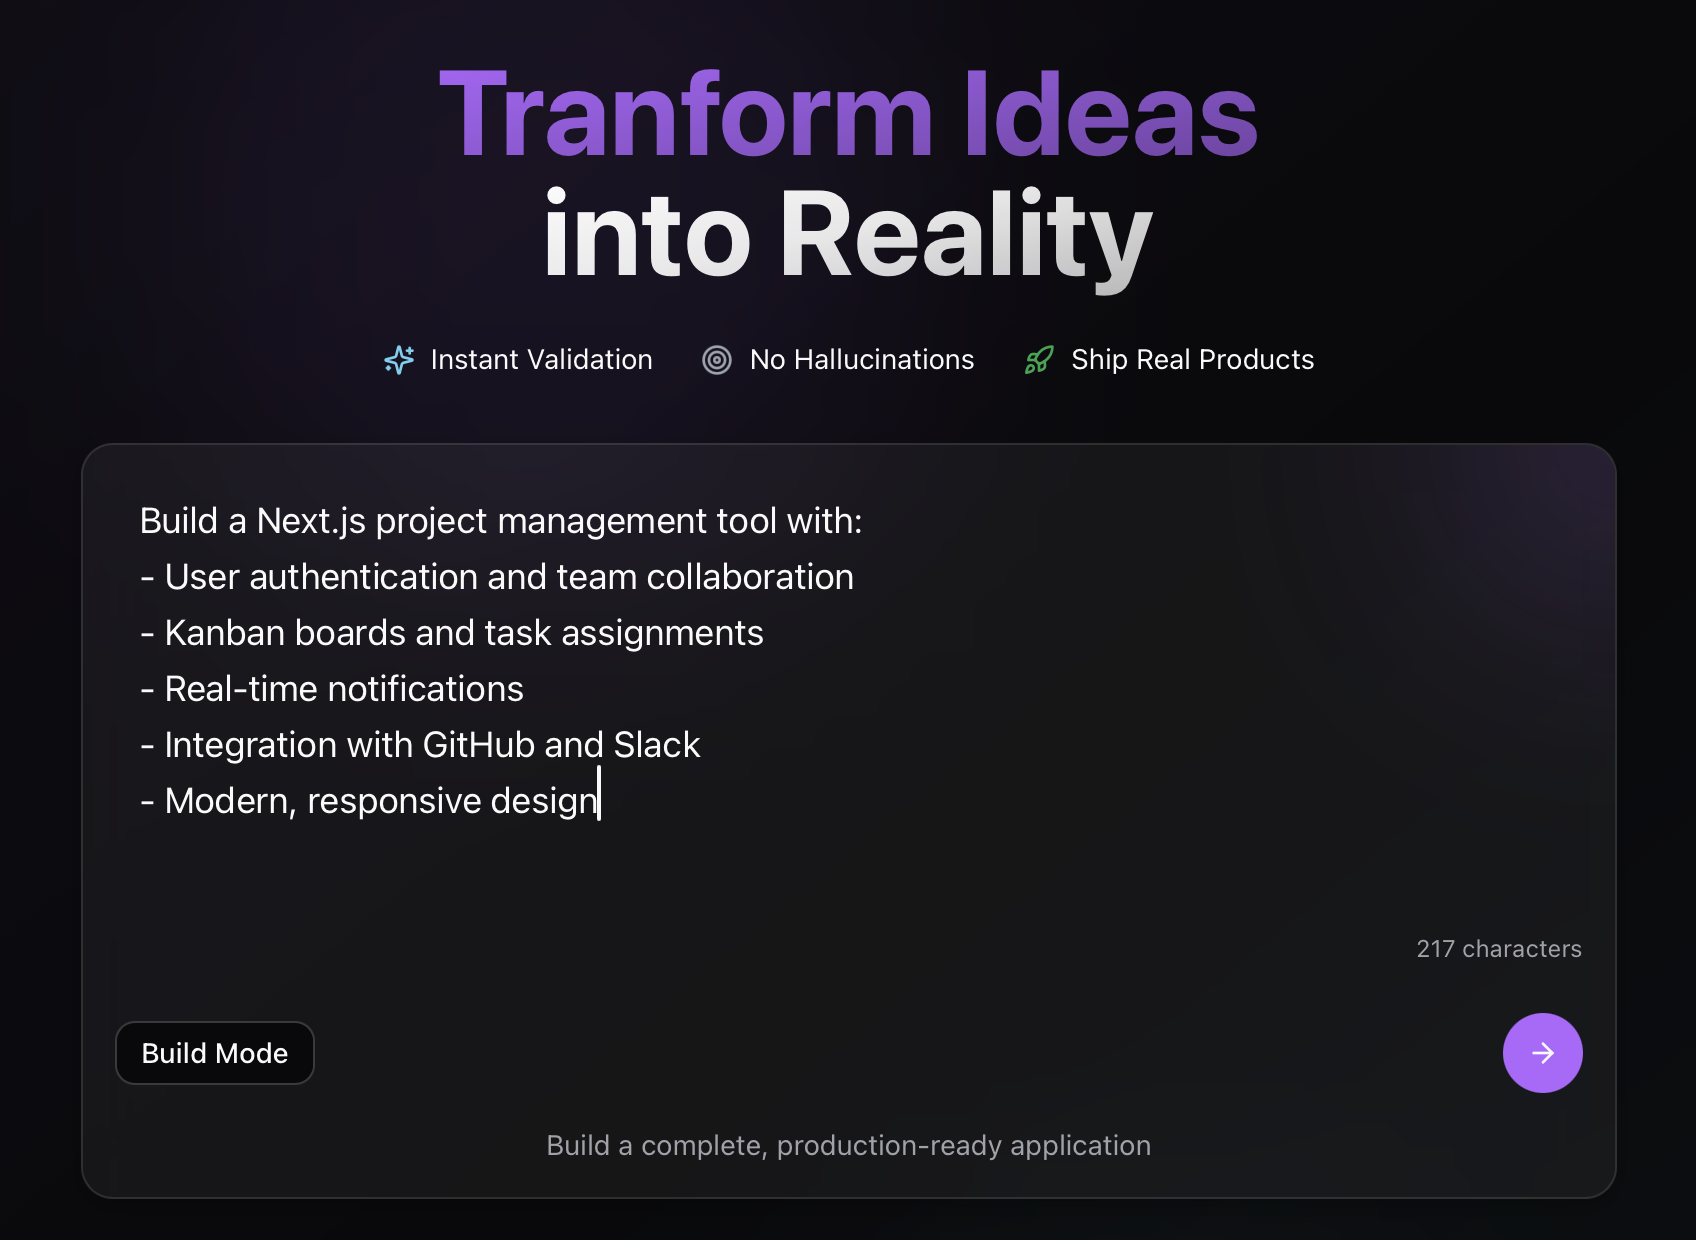 Tranform Ideas
into Reality
Instant Validation No Hallucinations Ship Real Products
Build a Next.js project management tool with:
- User authentication and team collaboration
- Kanban boards and task assignments
- Real-time notifications
- Integration with GitHub and Slack
- Modern, responsive design
217 characters
Build Mode
Build a complete, production-ready application